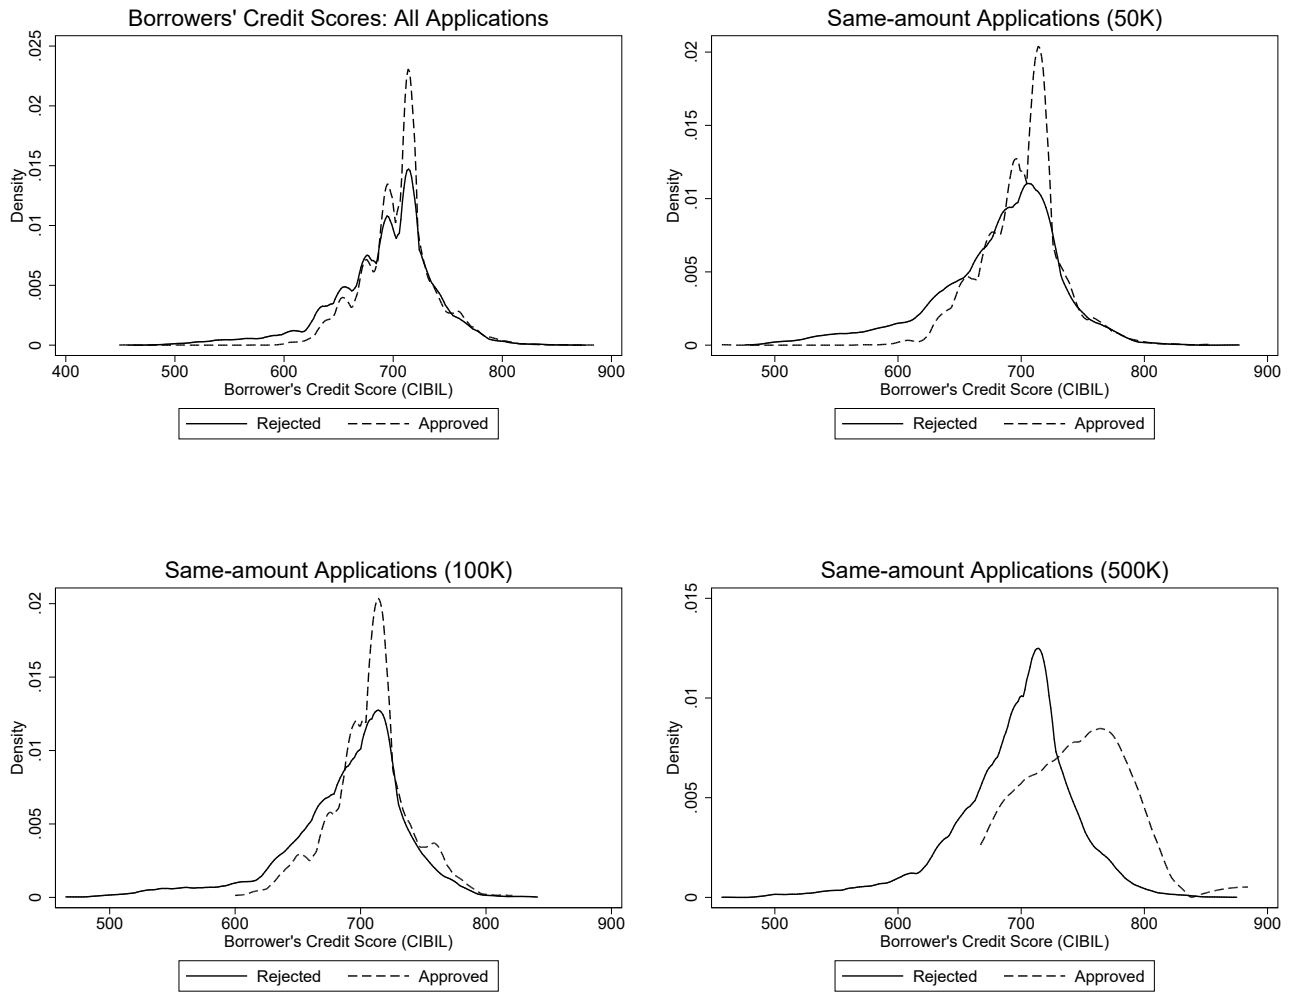 Borrowers' Credit Scores: All Applications
Density
.025
.02
.015
.01
.005
0
400 500 600 700 800 900
Borrower's Credit Score (CIBIL)
Rejected Approved
Same-amount Applications (50K)
Density
.02
.015
.01
.005
0
500 600 700 800 900
Borrower's Credit Score (CIBIL)
Rejected Approved
Same-amount Applications (100K)
Density
.02
.015
.01
.005
0
500 600 700 800 900
Borrower's Credit Score (CIBIL)
Rejected Approved
Same-amount Applications (500K)
Density
.015
.01
.005
0
500 600 700 800 900
Borrower's Credit Score (CIBIL)
Rejected Approved